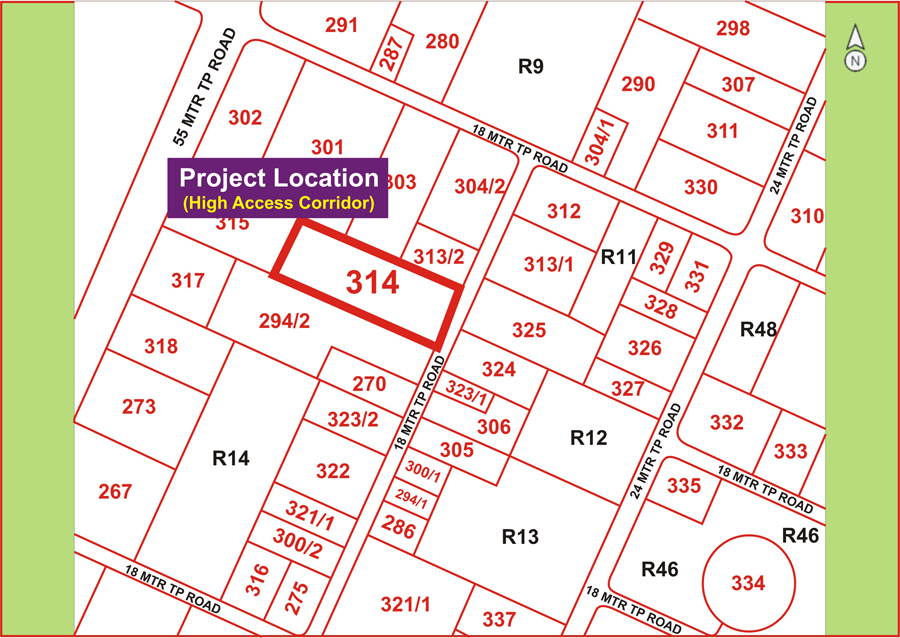 291
287
280
R9
298
290
307
N
55 MTR TP ROAD
302
301
18 MTR TP ROAD
304/1
311
24 MTR TP ROAD
Project Location
(High Access Corridor)
303
304/2
330
315
312
310
313/2
313/1
R11
329
331
317
314
328
294/2
325
R48
318
326
324
270
323/1
327
273
323/2
18 MTR TP ROAD
306
R12
24 MTR TP ROAD
332
305
333
R14
322
300/1
18 MTR TP ROAD
267
294/1
335
321/1
286
300/2
R13
R46
R46
316
275
334
18 MTR TP ROAD
321/1
337
18 MTR TP ROAD